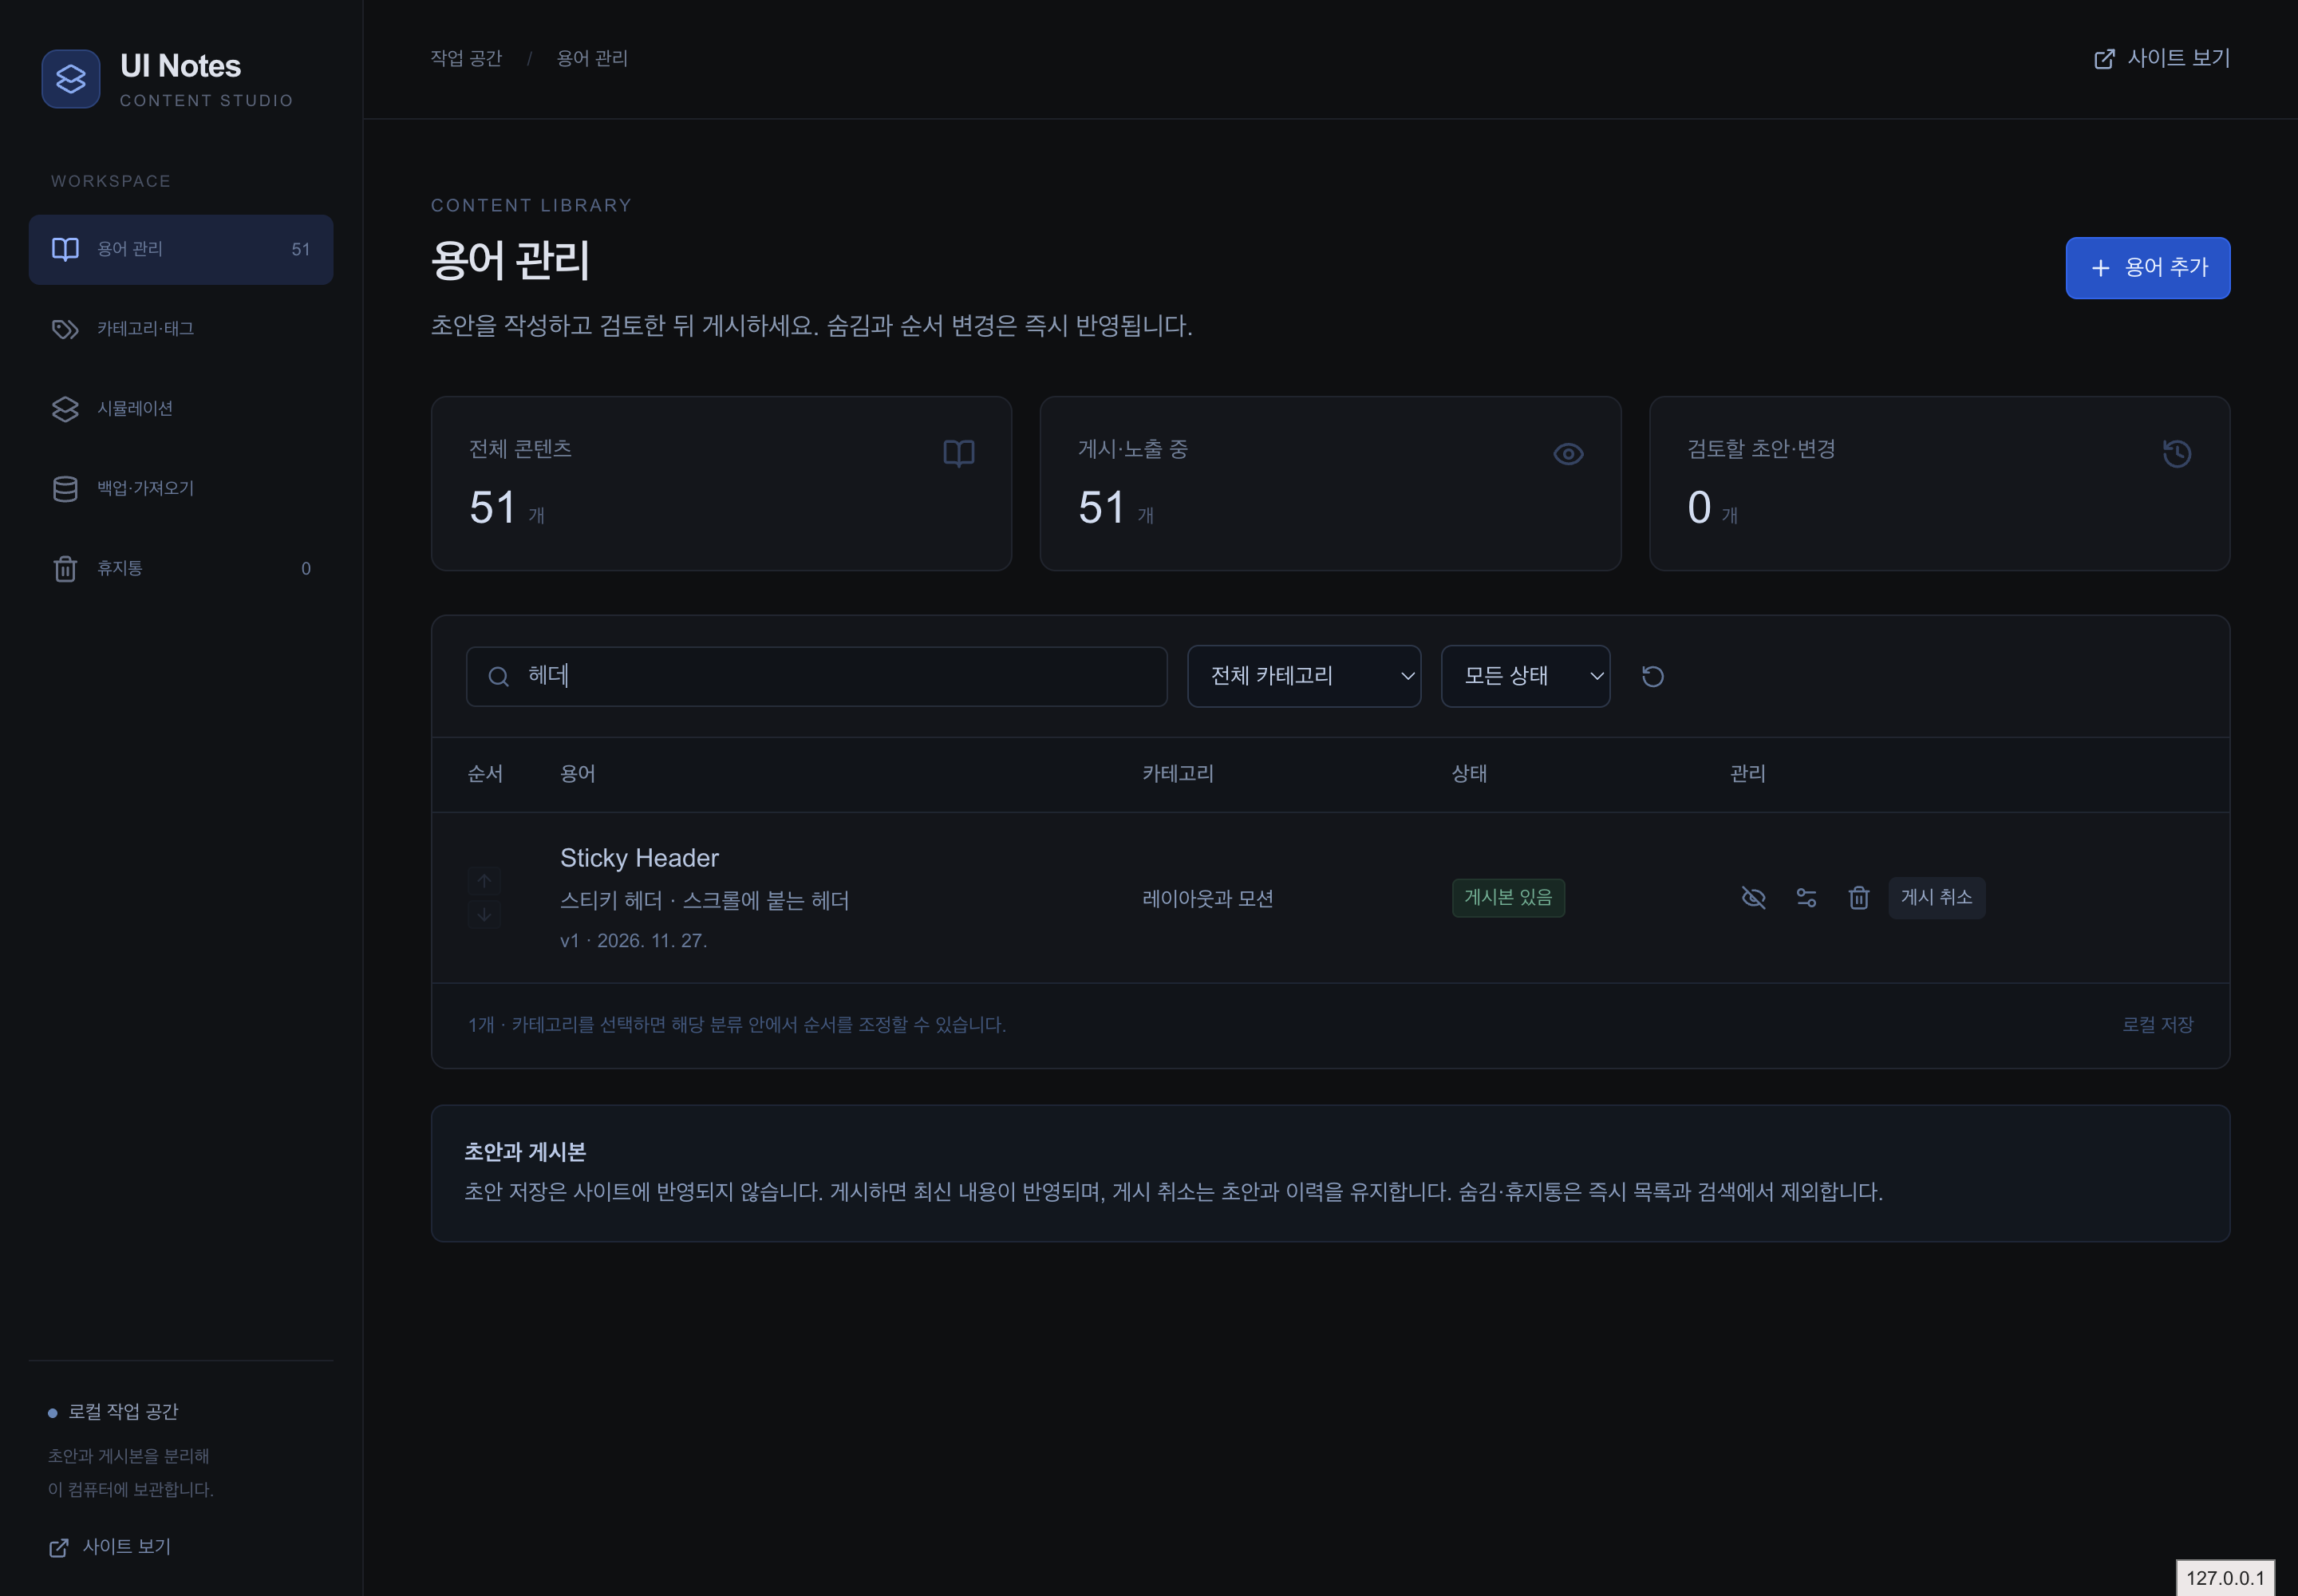 UI Notes
CONTENT STUDIO
WORKSPACE
용어 관리 51
카테고리·태그
시뮬레이션
백업·가져오기
휴지통 0
로컬 작업 공간
초안과 게시본을 분리해
이 컴퓨터에 보관합니다.
사이트 보기
작업 공간 / 용어 관리
사이트 보기
CONTENT LIBRARY
용어 관리
초안을 작성하고 검토한 뒤 게시하세요. 숨김과 순서 변경은 즉시 반영됩니다.
용어 추가
전체 콘텐츠
51 개
게시·노출 중
51 개
검토할 초안·변경
0 개
헤더
전체 카테고리
모든 상태
순서 용어 카테고리 상태 관리
Sticky Header
스티키 헤더 · 스크롤에 붙는 헤더
v1 · 2026. 11. 27.
레이아웃과 모션
게시본 있음
게시 취소
1개 · 카테고리를 선택하면 해당 분류 안에서 순서를 조정할 수 있습니다.
로컬 저장
초안과 게시본
초안 저장은 사이트에 반영되지 않습니다. 게시하면 최신 내용이 반영되며, 게시 취소는 초안과 이력을 유지합니다. 숨김·휴지통은 즉시 목록과 검색에서 제외합니다.
127.0.0.1